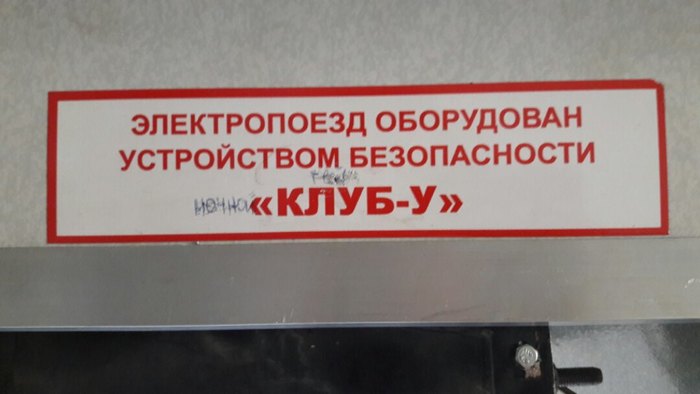 ЭЛЕКТРОПОЕЗД ОБОРУДОВАН
УСТРОЙСТВОМ БЕЗОПАСНОСТИ
ночной «КЛУБ-У»